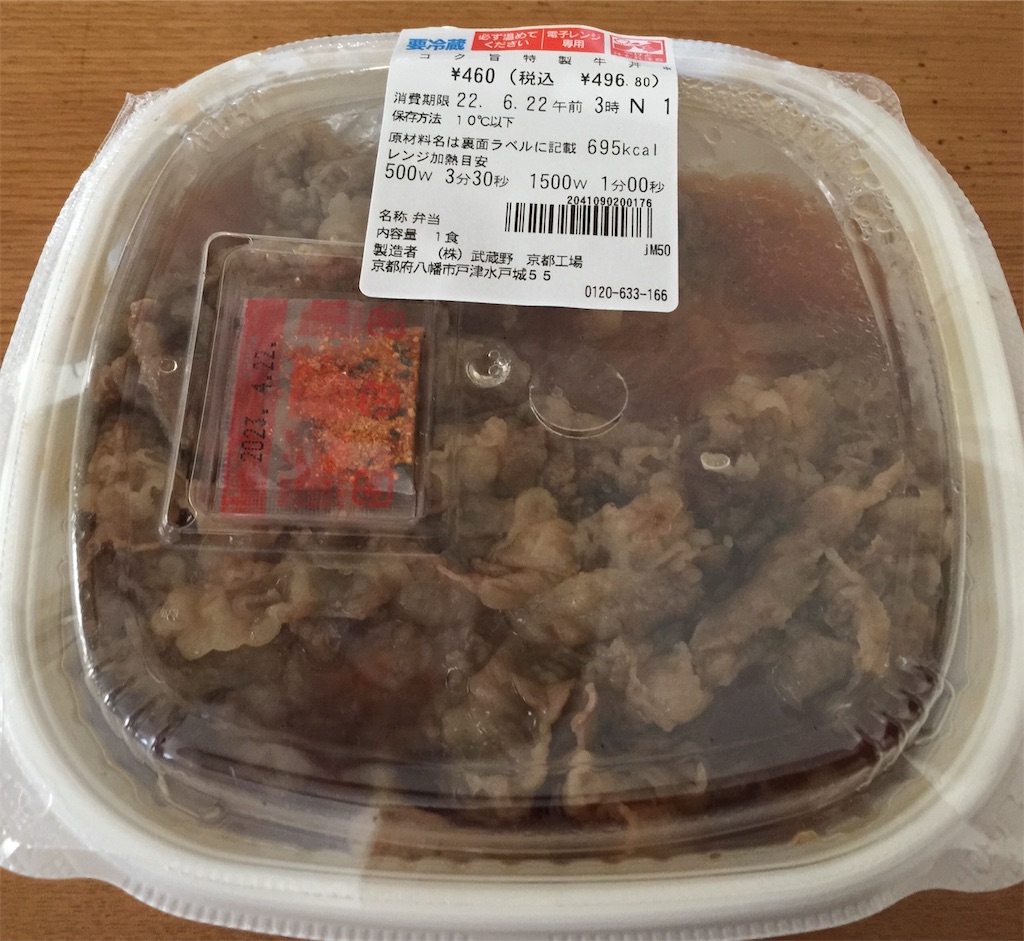 要冷蔵 必ず温めて 電子レンジ
ください 専用
コク旨特製牛丼
¥460(税込 ¥496.80)
消費期限 22. 6.22午前 3時 N 1
保存方法 10℃以下
原材料名は裏面ラベルに記載 695kcal
レンジ加熱目安
500W 3分30秒 1500W 1分00秒
2041090200176
名称 弁当
内容量 1食
jM50
製造者 (株)武蔵野 京都工場
京都府八幡市戸津水戸城55
0120-633-166
2023. 4.22.